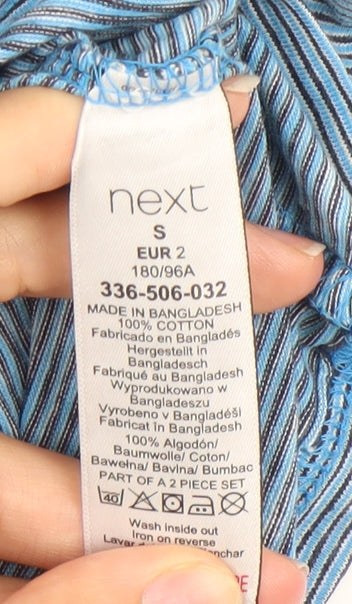 next
S
EUR 2
180/96A
336-506-032
MADE IN BANGLADESH
100% COTTON
Fabricado en Bangladés
Hergestellt in
Bangladesch
Fabriqué au Bangladesh
Wyprodukowano w
Bangladeszu
Vyrobeno v Bangladéši
Fabricat în Bangladesh
100% Algodón/
Baumwolle/ Coton/
Bawełna/ Bavlna/ Bumbac
PART OF A 2 PIECE SET
40
Wash inside out
Iron on reverse
Lavar